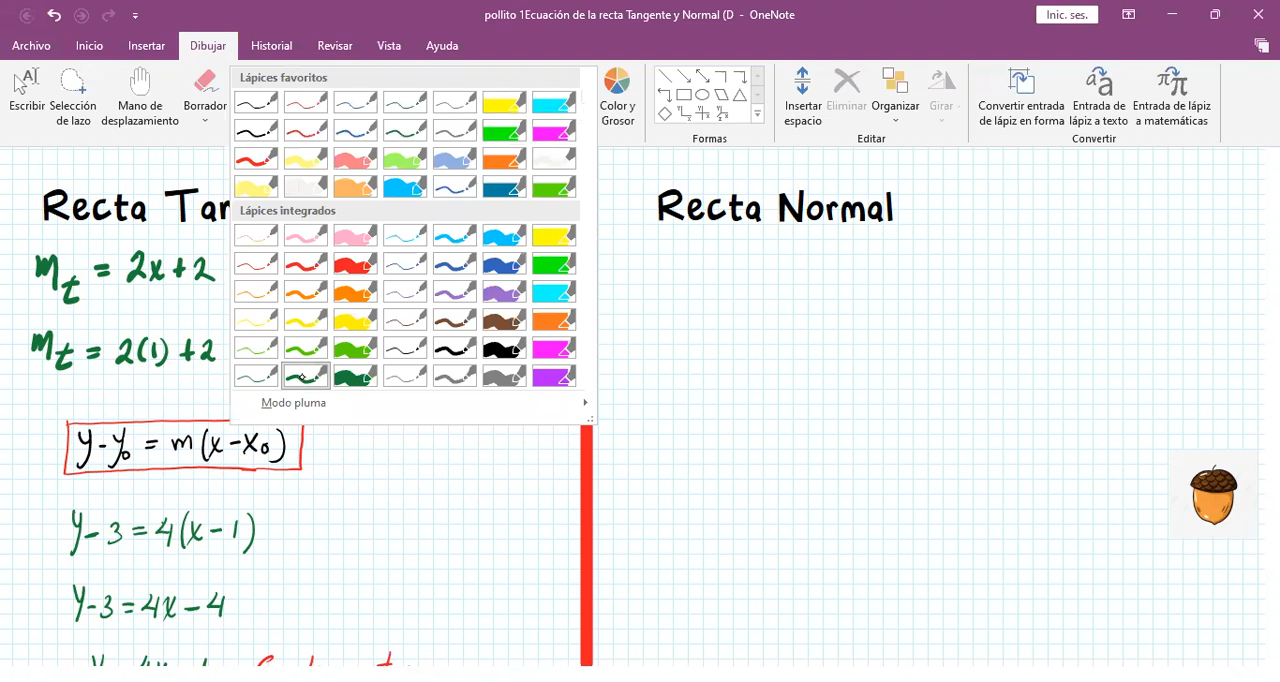 pollito 1Ecuación de la recta Tangente y Normal (D - OneNote
Inic. ses.
Archivo Inicio Insertar Dibujar Historial Revisar Vista Ayuda
Escribir
Selección de lazo
Mano de desplazamiento
Borrador
Lápices favoritos
Lápices integrados
Modo pluma
Color y Grosor
Formas
Insertar espacio
Eliminar
Organizar
Girar
Editar
Convertir entrada de lápiz en forma
Entrada de lápiz a texto
Entrada de lápiz a matemáticas
Convertir
Recta Tan
m_t = 2x+2
m_t = 2(1)+2
y-y₀ = m(x-x₀)
y-3=4(x-1)
y-3=4x-4
Recta Normal